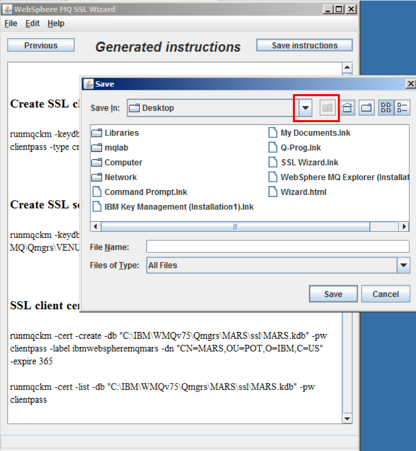 WebSphere MQ SSL Wizard
File Edit Help
Previous
Generated instructions
Save instructions
Save
Save In: Desktop
Create SSL cl
Libraries
My Documents.lnk
runmqckm -keydb
mqlab
Q-Prog.lnk
clientpass -type cr
Computer
SSL Wizard.lnk
Network
WebSphere MQ Explorer (Installat
Command Prompt.lnk
Wizard.html
IBM Key Management (Installation1).lnk
Create SSL se
runmqckm -keydb
MQ\Qmgrs\VENU
File Name:
Files of Type: All Files
Save
Cancel
SSL client cer
runmqckm -cert -create -db "C:\IBM\WMQv75\Qmgrs\MARS\ssl\MARS.kdb" -pw
clientpass -label ibmwebspheremqmars -dn "CN=MARS,OU=POT,O=IBM,C=US"
-expire 365
runmqckm -cert -list -db "C:\IBM\WMQv75\Qmgrs\MARS\ssl\MARS.kdb" -pw
clientpass